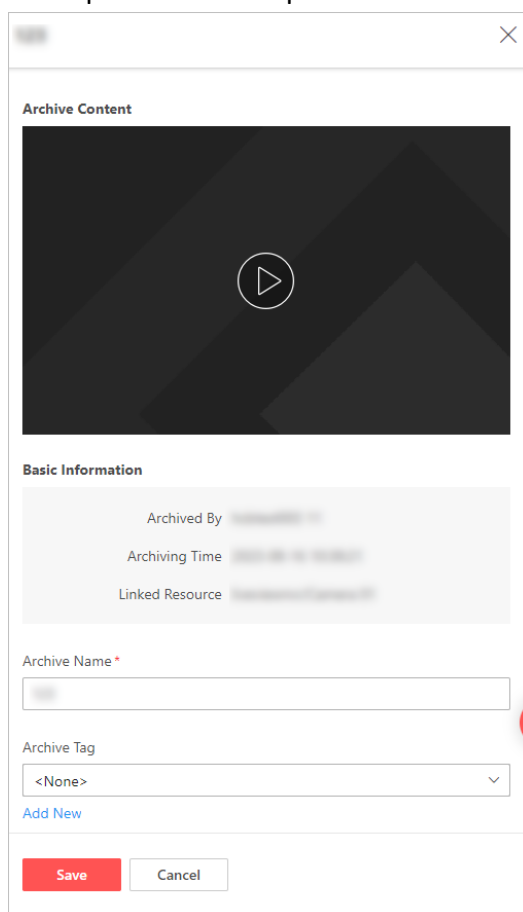 Archive Content
Basic Information
Archived By
Archiving Time
Linked Resource
Archive Name *
Archive Tag
<None>
Add New
Save
Cancel